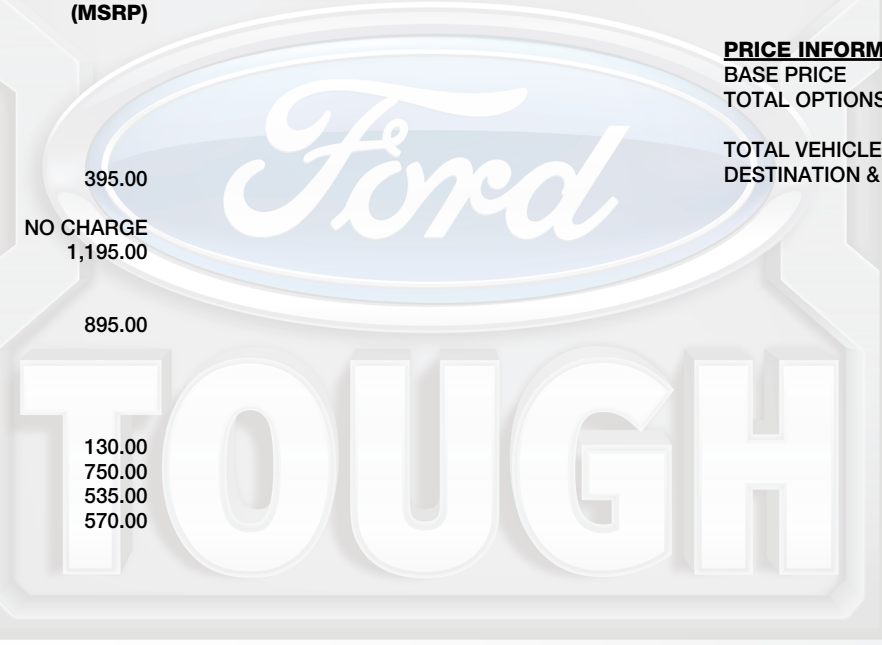 (MSRP)
395.00
NO CHARGE
1,195.00
895.00
130.00
750.00
535.00
570.00
PRICE INFORM
BASE PRICE
TOTAL OPTIONS
TOTAL VEHICLE
DESTINATION &
Ford
TOUGH